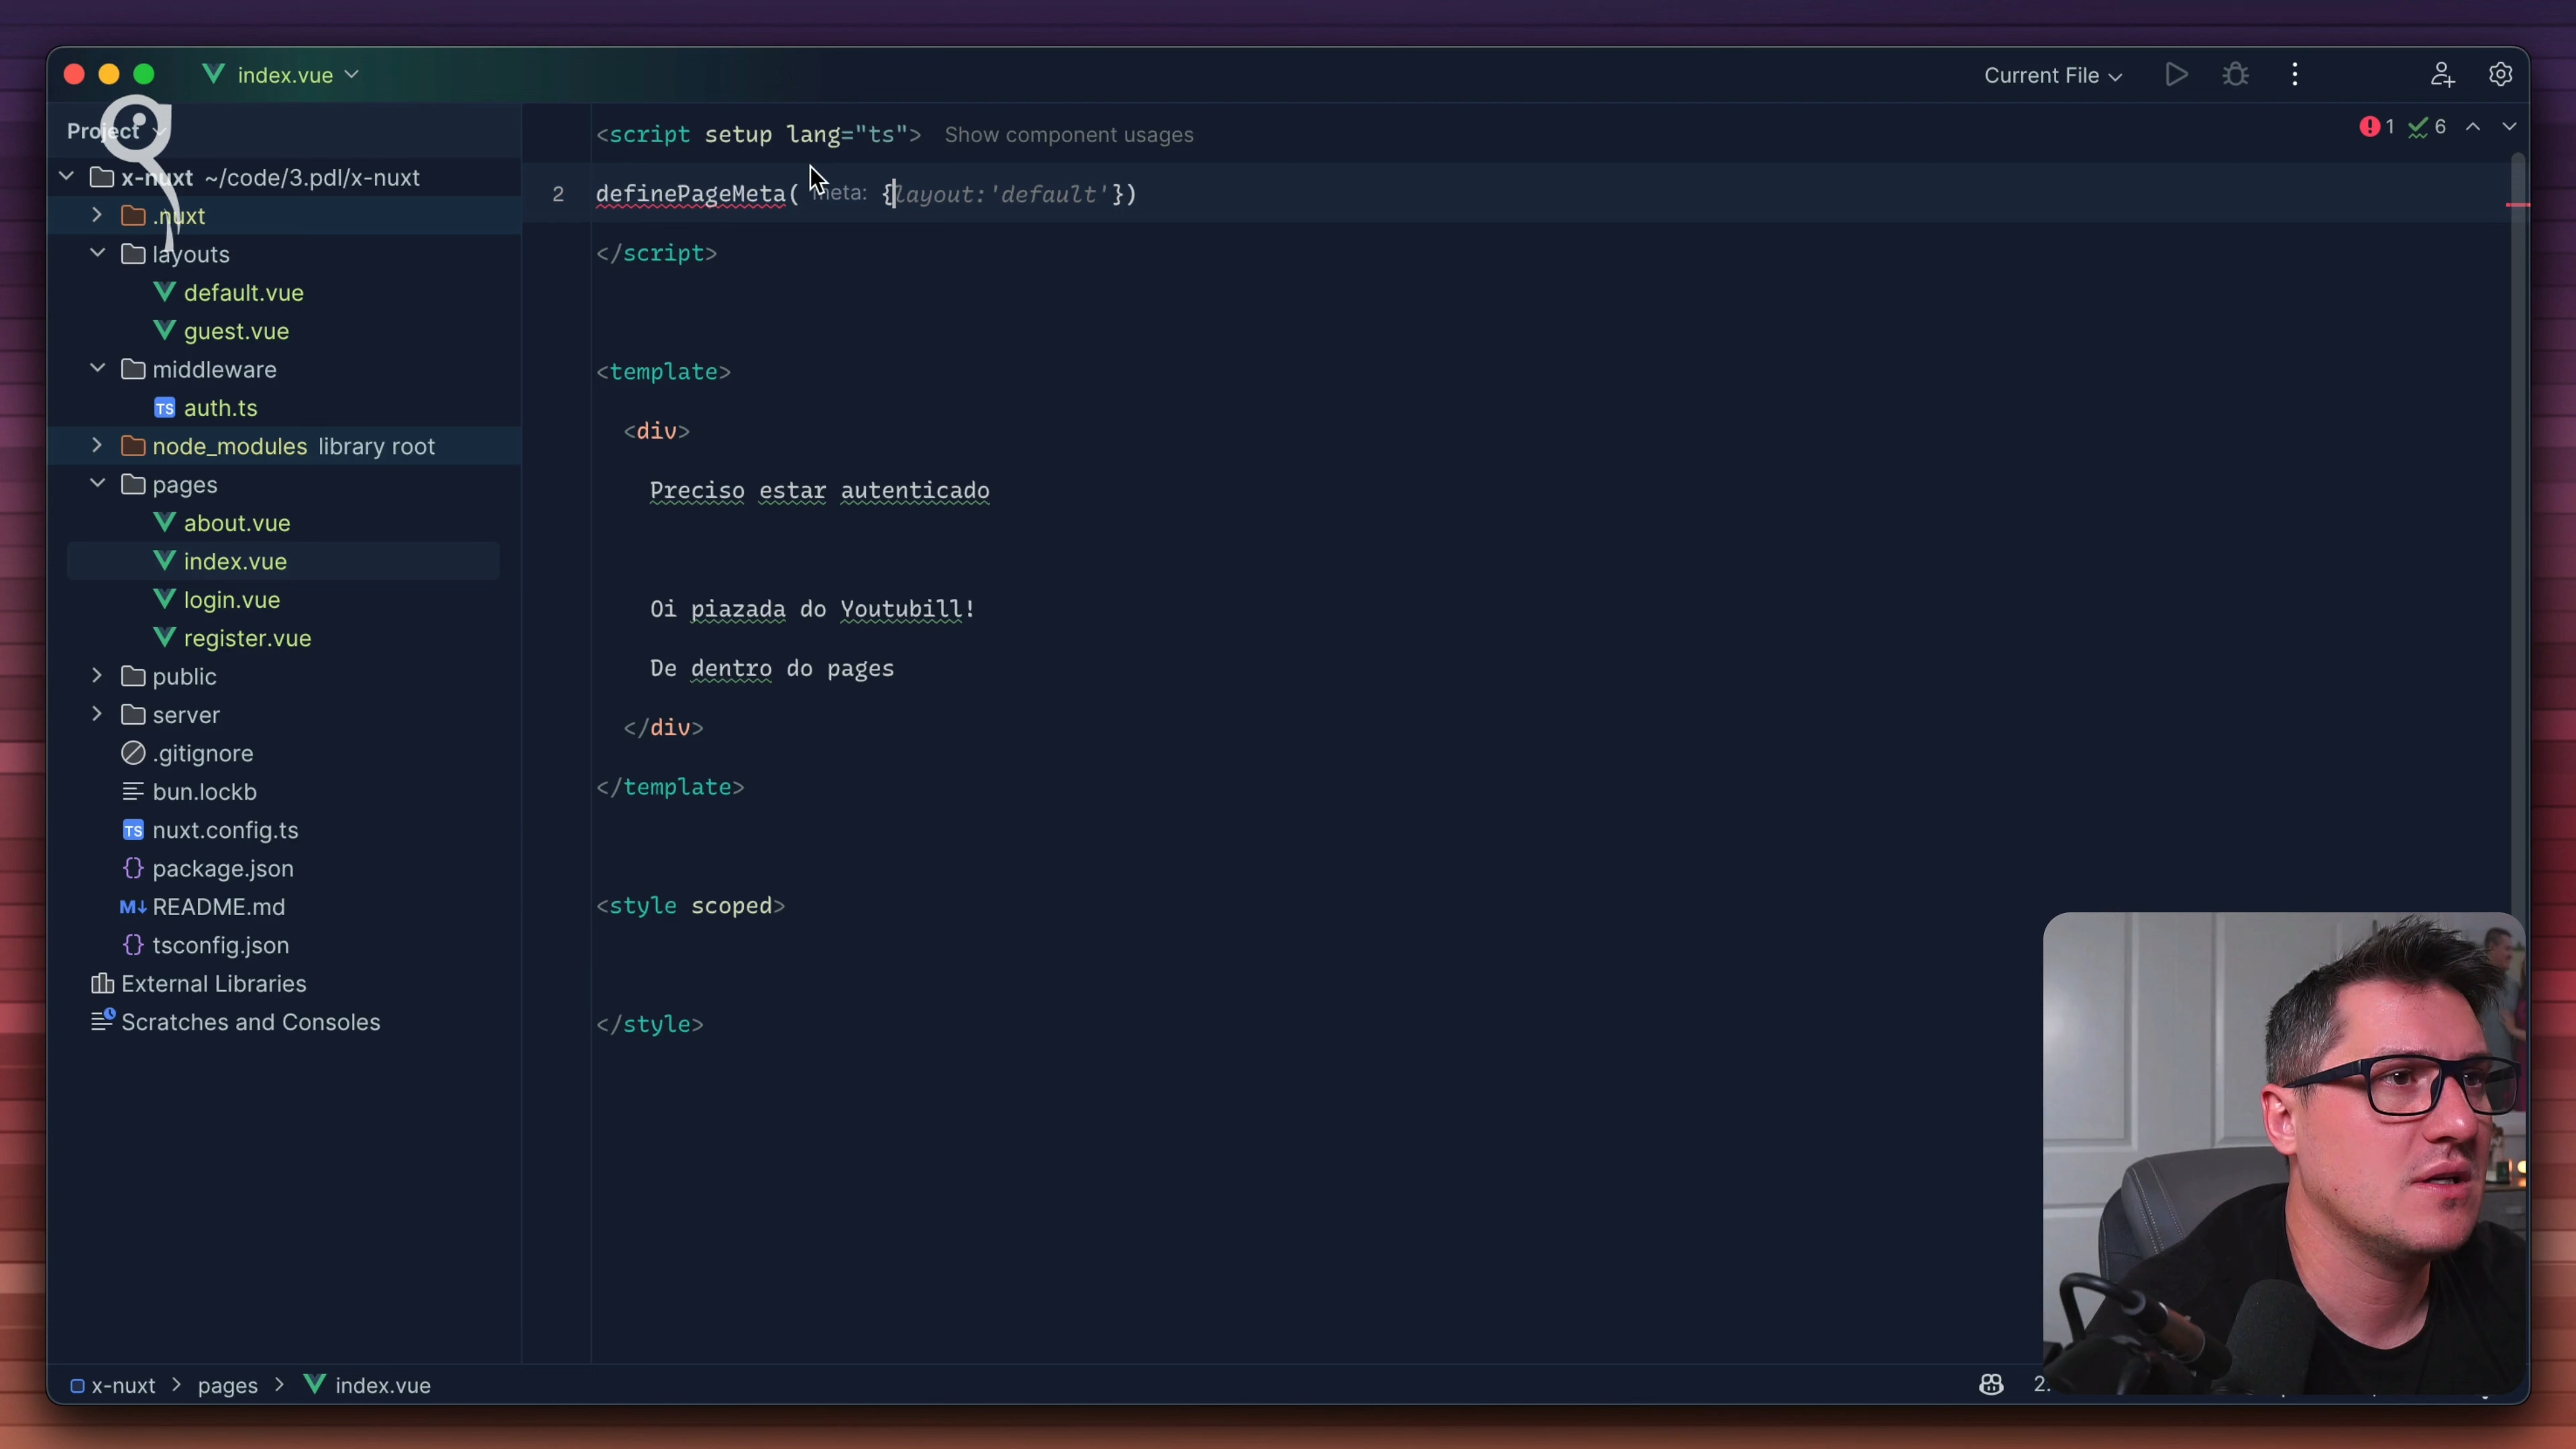 index.vue
Current File
Project
x-nuxt ~/code/3.pdl/x-nuxt
.nuxt
layouts
default.vue
guest.vue
middleware
TS auth.ts
node_modules library root
pages
about.vue
index.vue
login.vue
register.vue
public
server
.gitignore
bun.lockb
TS nuxt.config.ts
{} package.json
M↓ README.md
{} tsconfig.json
External Libraries
Scratches and Consoles
<script setup lang="ts"> Show component usages
1 6
2 definePageMeta( meta: {layout:'default'})
</script>
<template>
<div>
Preciso estar autenticado
Oi piazada do Youtubill!
De dentro do pages
</div>
</template>
<style scoped>
</style>
x-nuxt > pages > index.vue